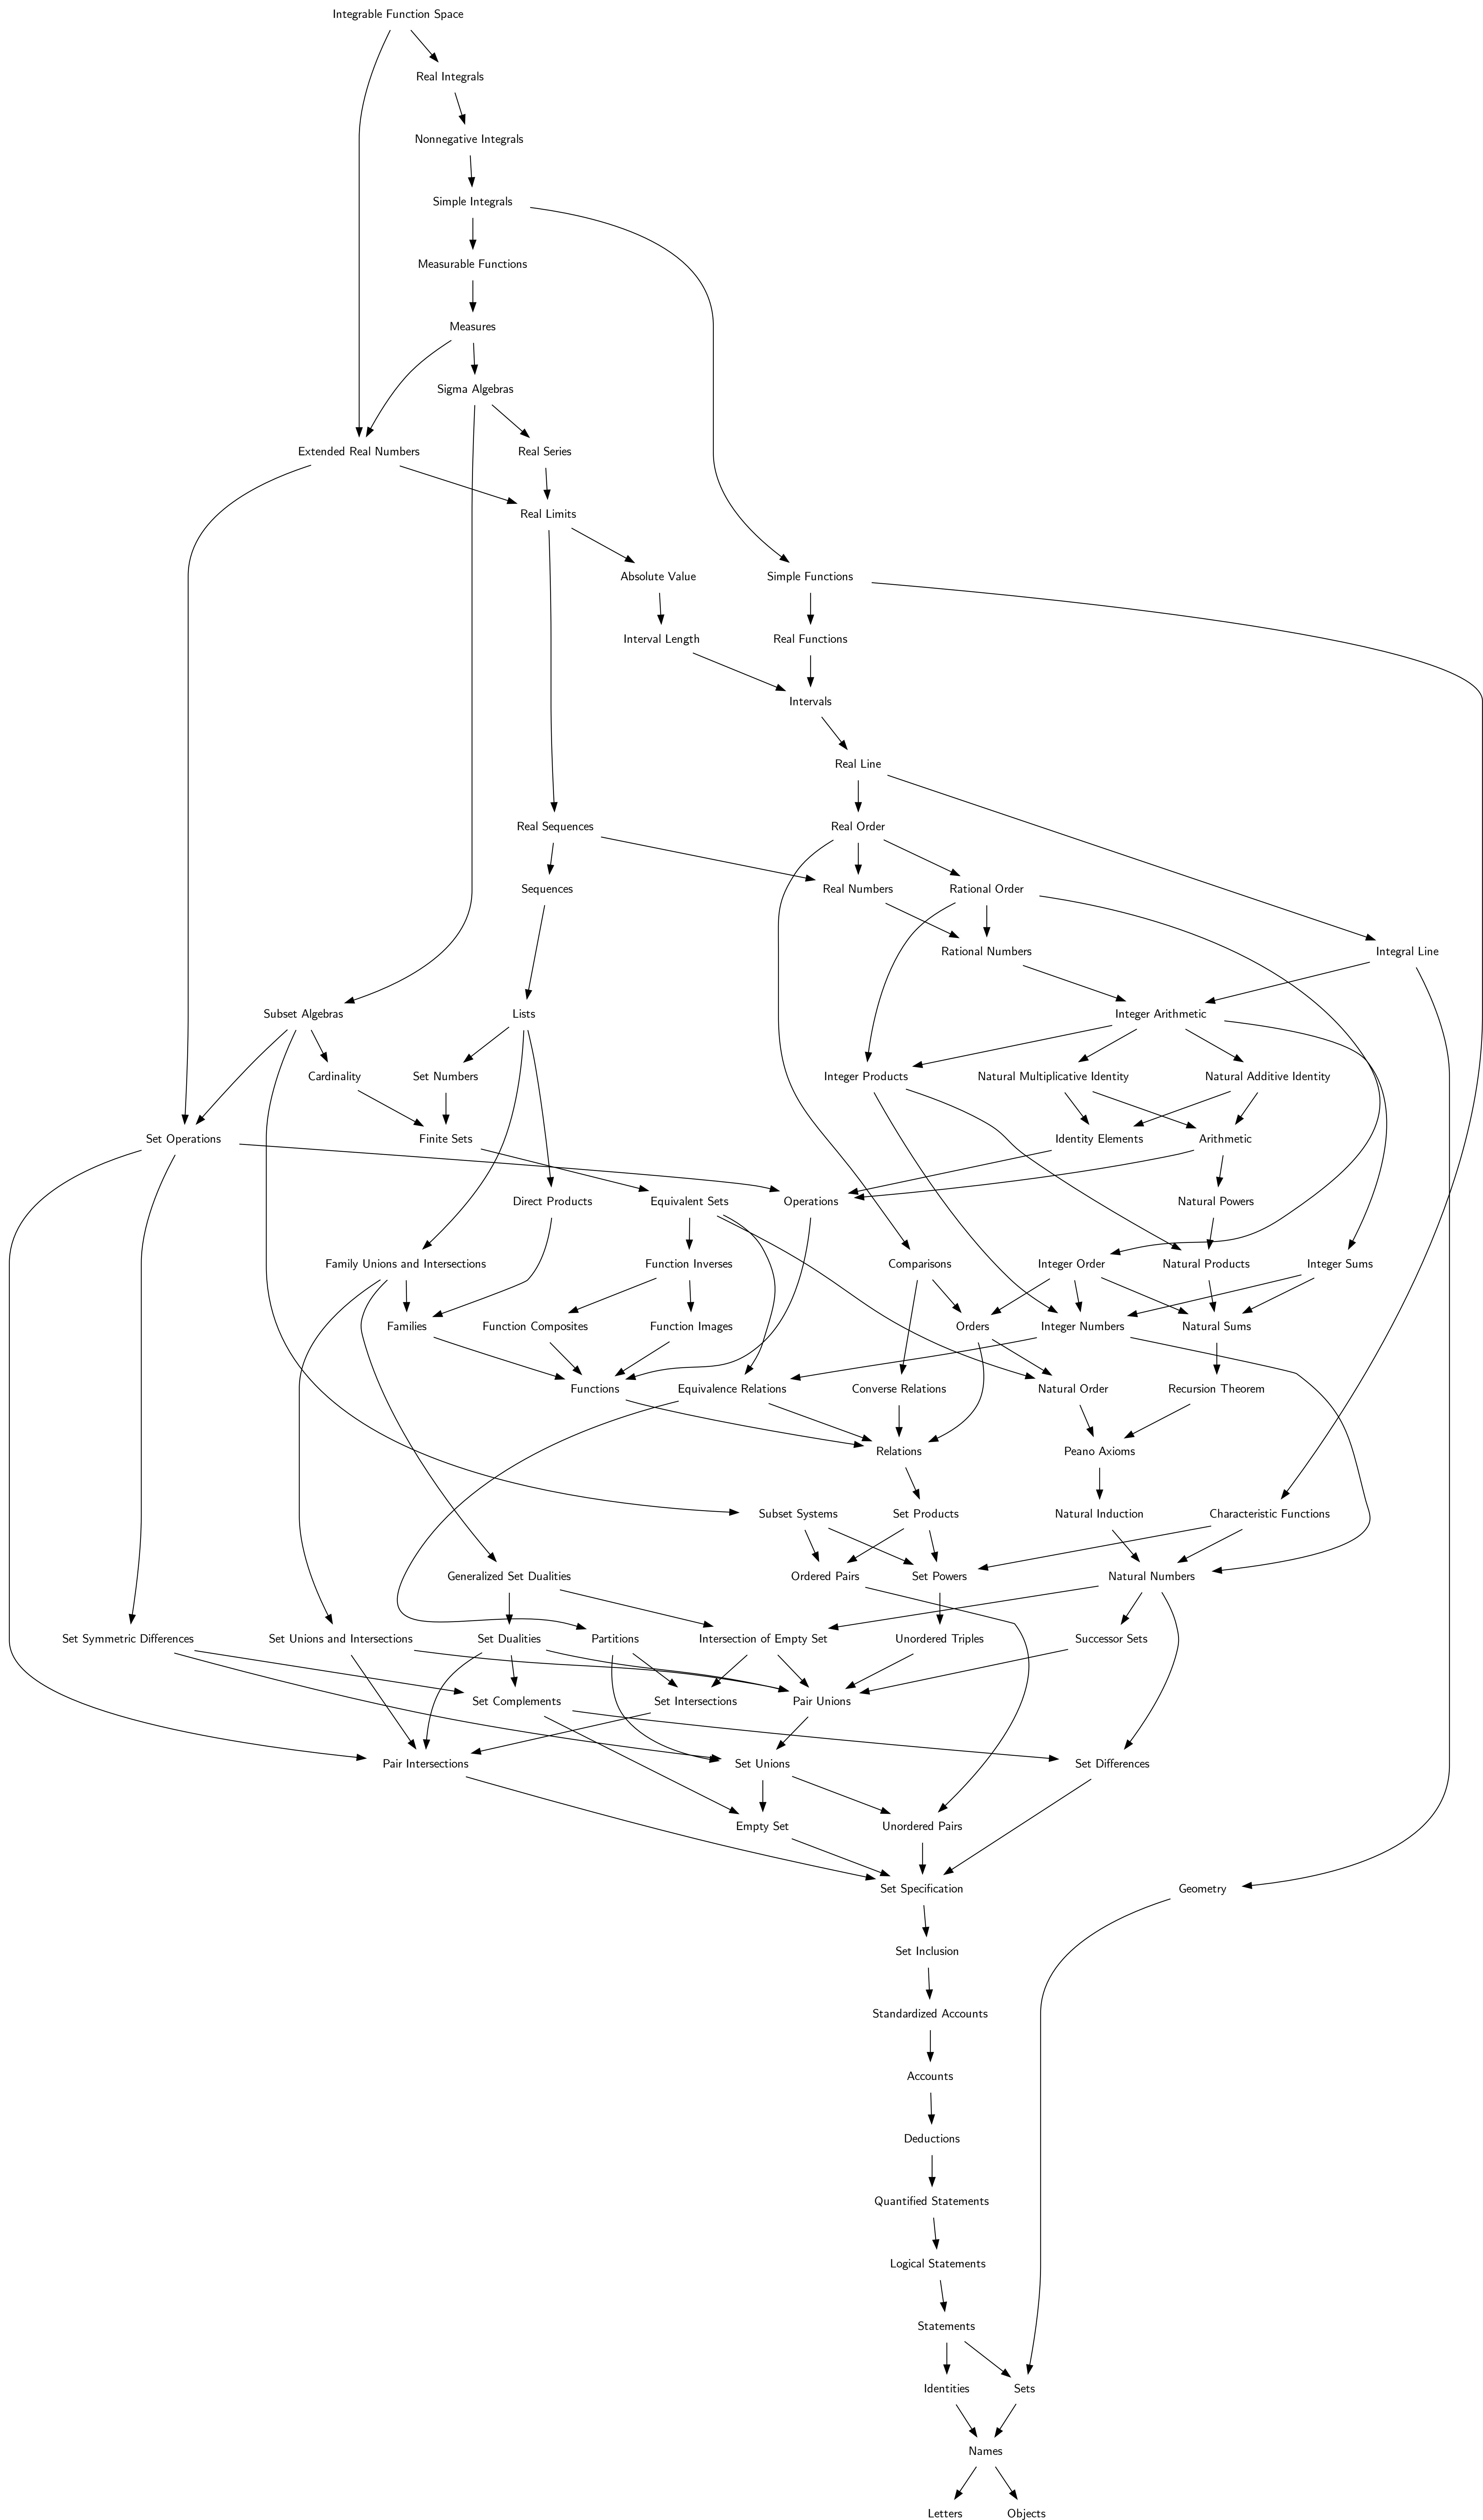 Integrable Function Space
Real Integrals
Nonnegative Integrals
Simple Integrals
Measurable Functions
Measures
Sigma Algebras
Extended Real Numbers
Real Series
Real Limits
Absolute Value
Simple Functions
Interval Length
Real Functions
Intervals
Real Line
Real Sequences
Real Order
Sequences
Real Numbers
Rational Order
Rational Numbers
Integral Line
Subset Algebras
Lists
Integer Arithmetic
Cardinality
Set Numbers
Integer Products
Natural Multiplicative Identity
Natural Additive Identity
Set Operations
Finite Sets
Identity Elements
Arithmetic
Direct Products
Equivalent Sets
Operations
Natural Powers
Family Unions and Intersections
Function Inverses
Comparisons
Integer Order
Natural Products
Integer Sums
Families
Function Composites
Function Images
Orders
Integer Numbers
Natural Sums
Functions
Equivalence Relations
Converse Relations
Natural Order
Recursion Theorem
Relations
Peano Axioms
Subset Systems
Set Products
Natural Induction
Characteristic Functions
Generalized Set Dualities
Ordered Pairs
Set Powers
Natural Numbers
Set Symmetric Differences
Set Unions and Intersections
Set Dualities
Partitions
Intersection of Empty Set
Unordered Triples
Successor Sets
Set Complements
Set Intersections
Pair Unions
Pair Intersections
Set Unions
Set Differences
Empty Set
Unordered Pairs
Set Specification
Geometry
Set Inclusion
Standardized Accounts
Accounts
Deductions
Quantified Statements
Logical Statements
Statements
Identities
Sets
Names
Letters
Objects